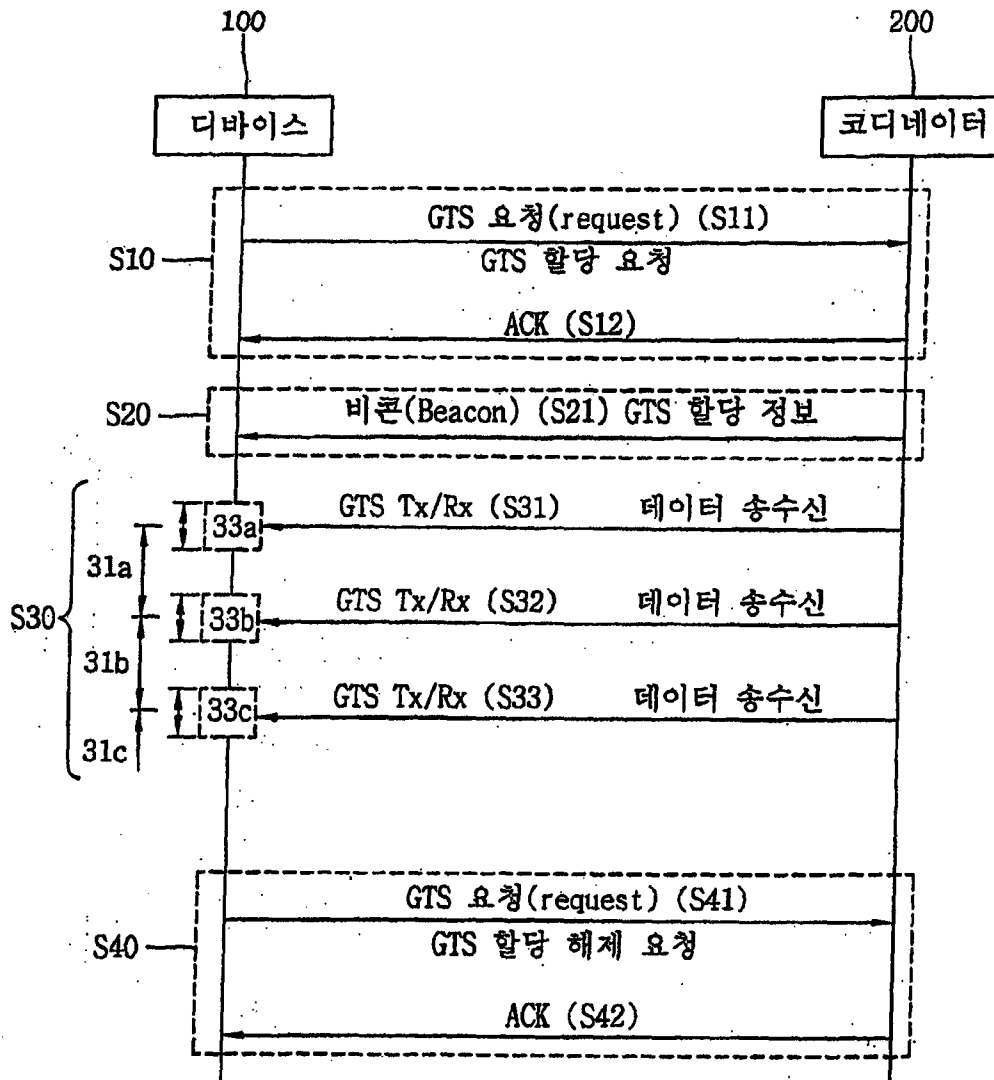 100
200
디바이스
코디네이터
GTS 요청(request) (S11)
S10
GTS 할당 요청
ACK (S12)
S20
비콘(Beacon) (S21) GTS 할당 정보
33a
GTS Tx/Rx (S31) 데이터 송수신
31a
S30
33b
GTS Tx/Rx (S32) 데이터 송수신
31b
33c
GTS Tx/Rx (S33) 데이터 송수신
31c
GTS 요청(request) (S41)
S40
GTS 할당 해제 요청
ACK (S42)